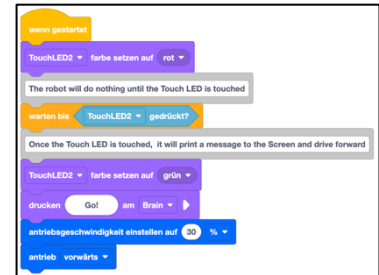 wenn gestartet
TouchLED2 farbe setzen auf rot
The robot will do nothing until the Touch LED is touched
warten bis TouchLED2 gedrückt?
Once the Touch LED is touched, it will print a message to the Screen and drive forward
TouchLED2 farbe setzen auf grün
drucken Go! am Brain
antriebsgeschwindigkeit einstellen auf 30 %
antrieb vorwärts